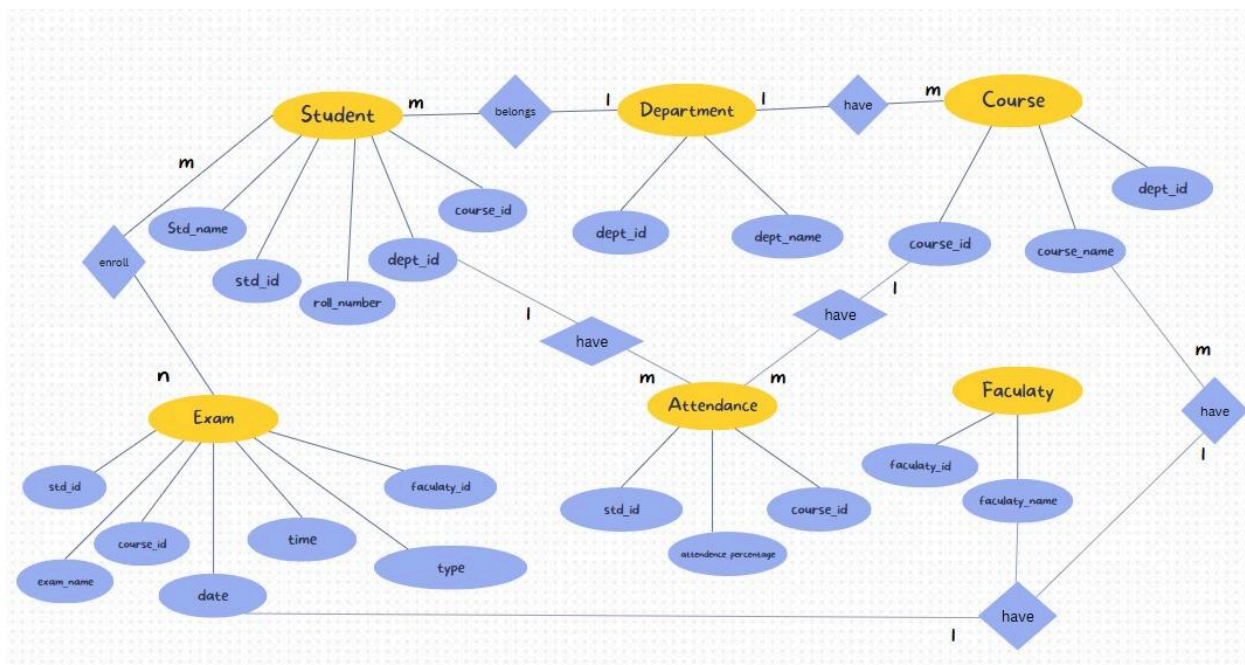 Student
m
belongs
1
Department
1
have
m
Course
m
enroll
n
Std_name
std_id
roll_number
dept_id
course_id
dept_id
dept_name
course_id
course_name
dept_id
1
have
m
1
have
m
m
have
1
Exam
std_id
exam_name
course_id
date
time
type
faculaty_id
Attendance
std_id
attendence percentage
course_id
Faculaty
faculaty_id
faculaty_name
have
1